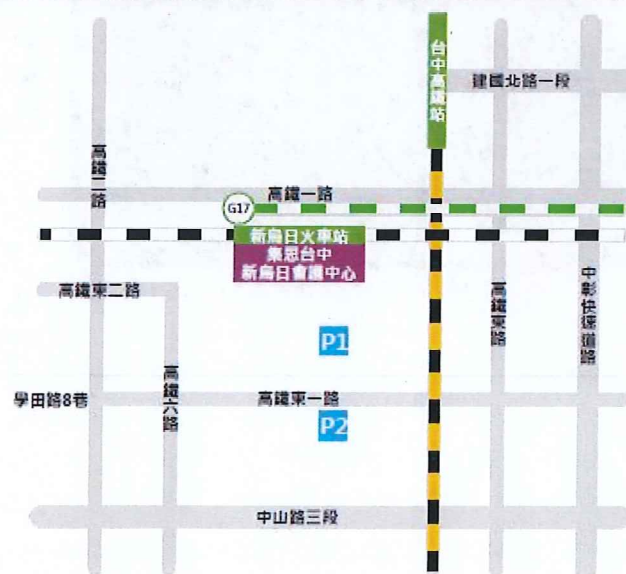 台中高鐵站
建國北路一段
高鐵二路
高鐵一路
G17
新烏日火車站
集思台中
新烏日會議中心
高鐵東二路
高鐵東路
中彰快速道路
P1
高鐵六路
學田路8巷
高鐵東一路
P2
中山路三段